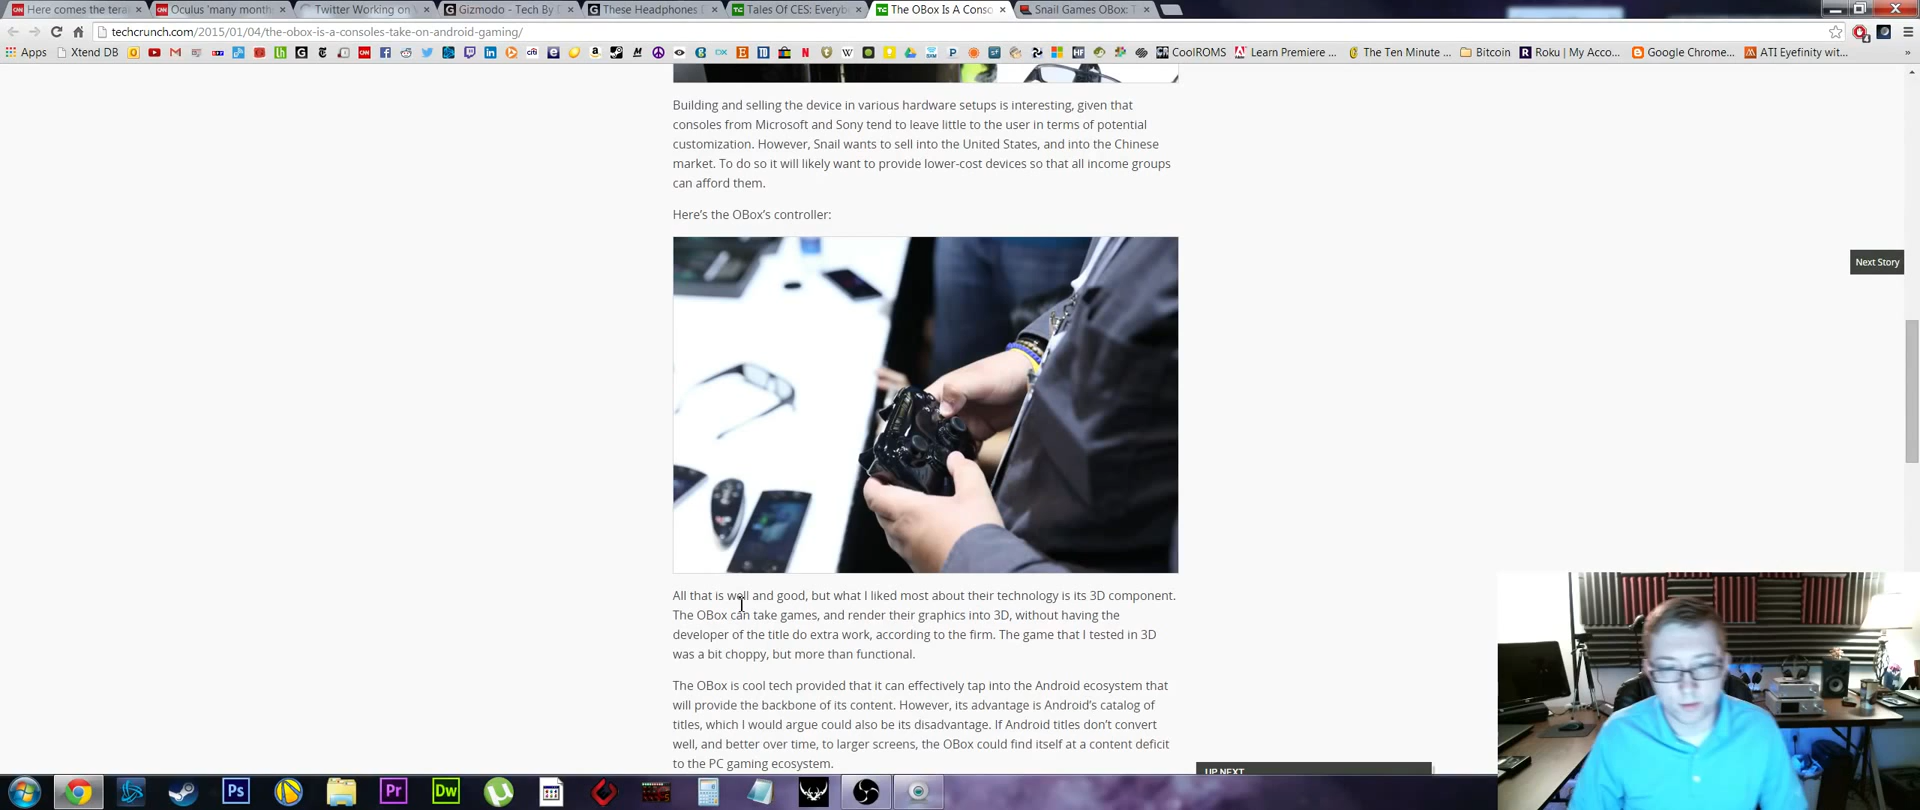 Here comes the tera
Oculus 'many month
Twitter Working on
Gizmodo - Tech By
These Headphones
Tales Of CES: Everyb
The OBox Is A Conso
Snail Games OBox: T
techcrunch.com/2015/01/04/the-obox-is-a-consoles-take-on-android-gaming/
Apps Xtend DB CoolROMS Learn Premiere ... The Ten Minute ... Bitcoin Roku | My Acco... Google Chrome... ATI Eyefinity wit...
Building and selling the device in various hardware setups is interesting, given that
consoles from Microsoft and Sony tend to leave little to the user in terms of potential
customization. However, Snail wants to sell into the United States, and into the Chinese
market. To do so it will likely want to provide lower-cost devices so that all income groups
can afford them.
Here's the OBox's controller:
Next Story
All that is well and good, but what I liked most about their technology is its 3D component.
The OBox can take games, and render their graphics into 3D, without having the
developer of the title do extra work, according to the firm. The game that I tested in 3D
was a bit choppy, but more than functional.
The OBox is cool tech provided that it can effectively tap into the Android ecosystem that
will provide the backbone of its content. However, its advantage is Android's catalog of
titles, which I would argue could also be its disadvantage. If Android titles don't convert
well, and better over time, to larger screens, the OBox could find itself at a content deficit
to the PC gaming ecosystem.
UP NEXT
Ps Pr Dw